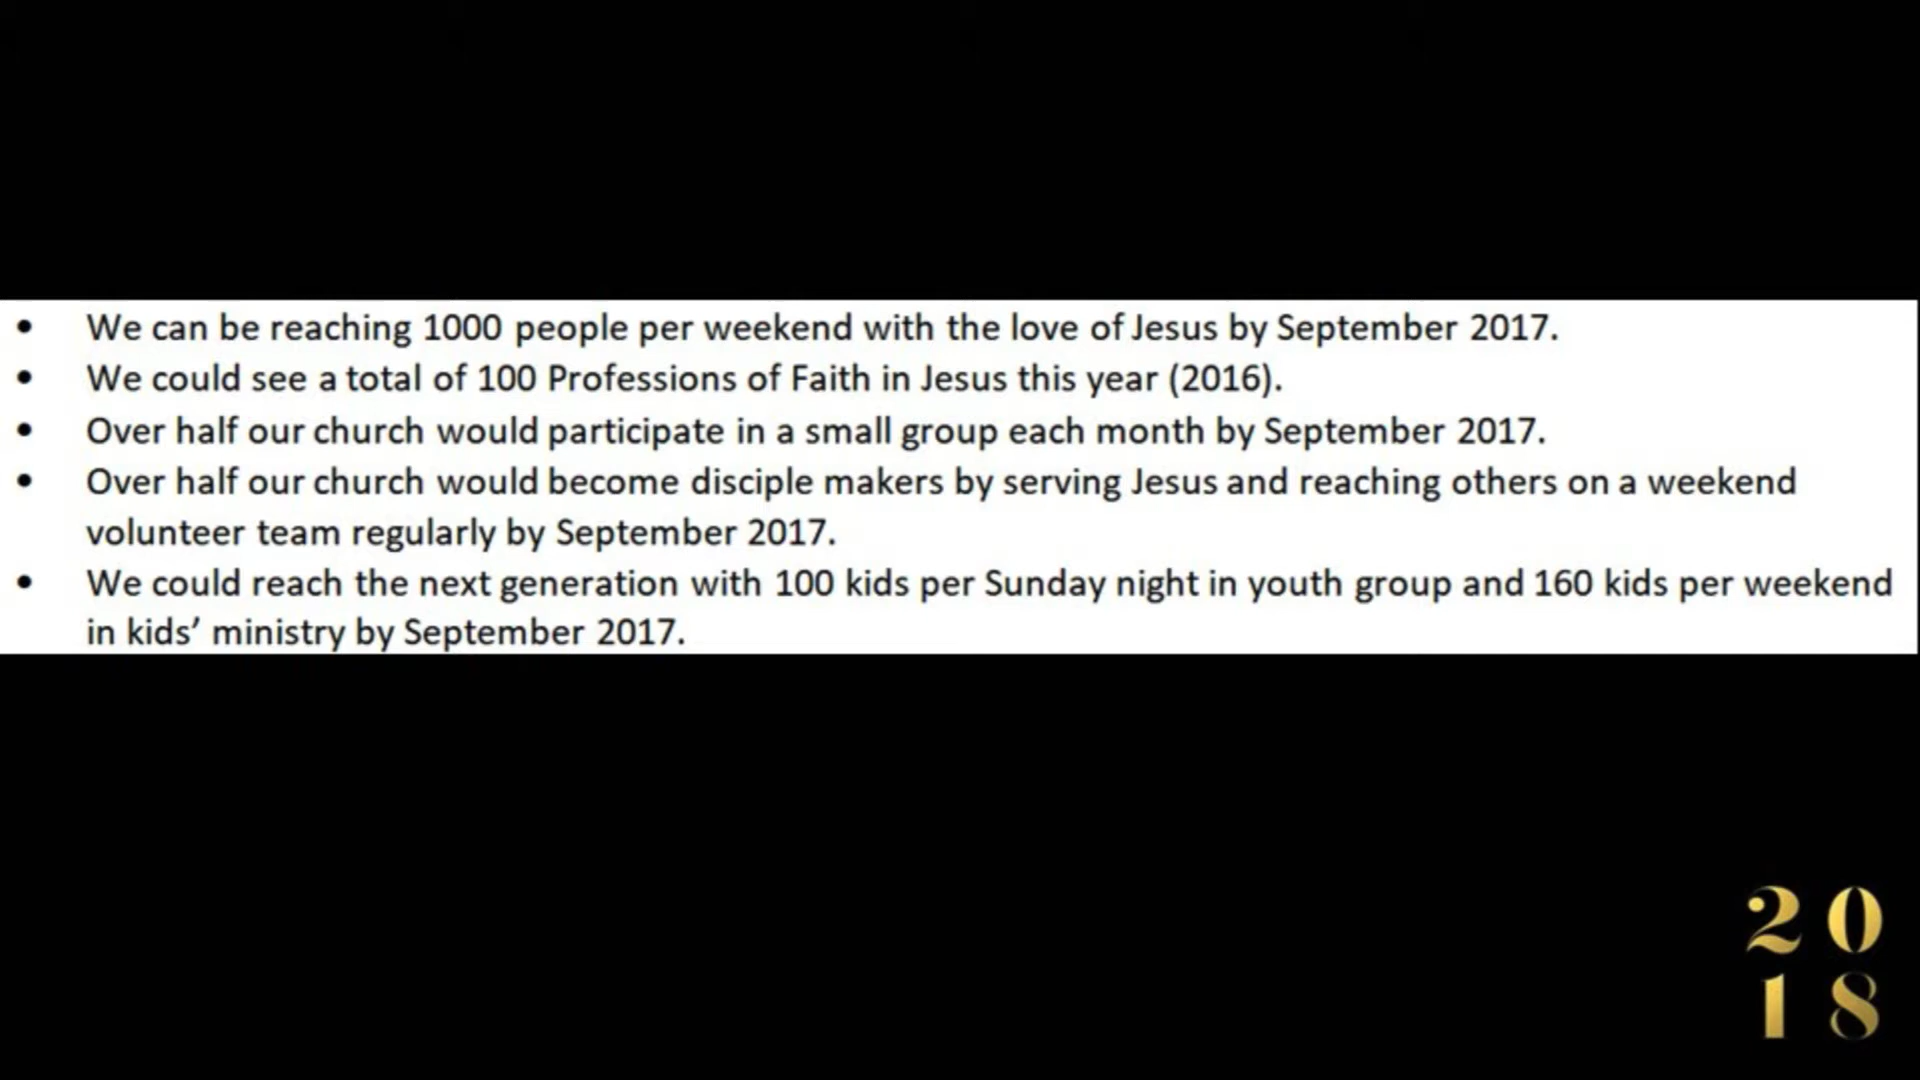 • We can be reaching 1000 people per weekend with the love of Jesus by September 2017.
• We could see a total of 100 Professions of Faith in Jesus this year (2016).
• Over half our church would participate in a small group each month by September 2017.
• Over half our church would become disciple makers by serving Jesus and reaching others on a weekend
volunteer team regularly by September 2017.
• We could reach the next generation with 100 kids per Sunday night in youth group and 160 kids per weekend
in kids’ ministry by September 2017.
20
18